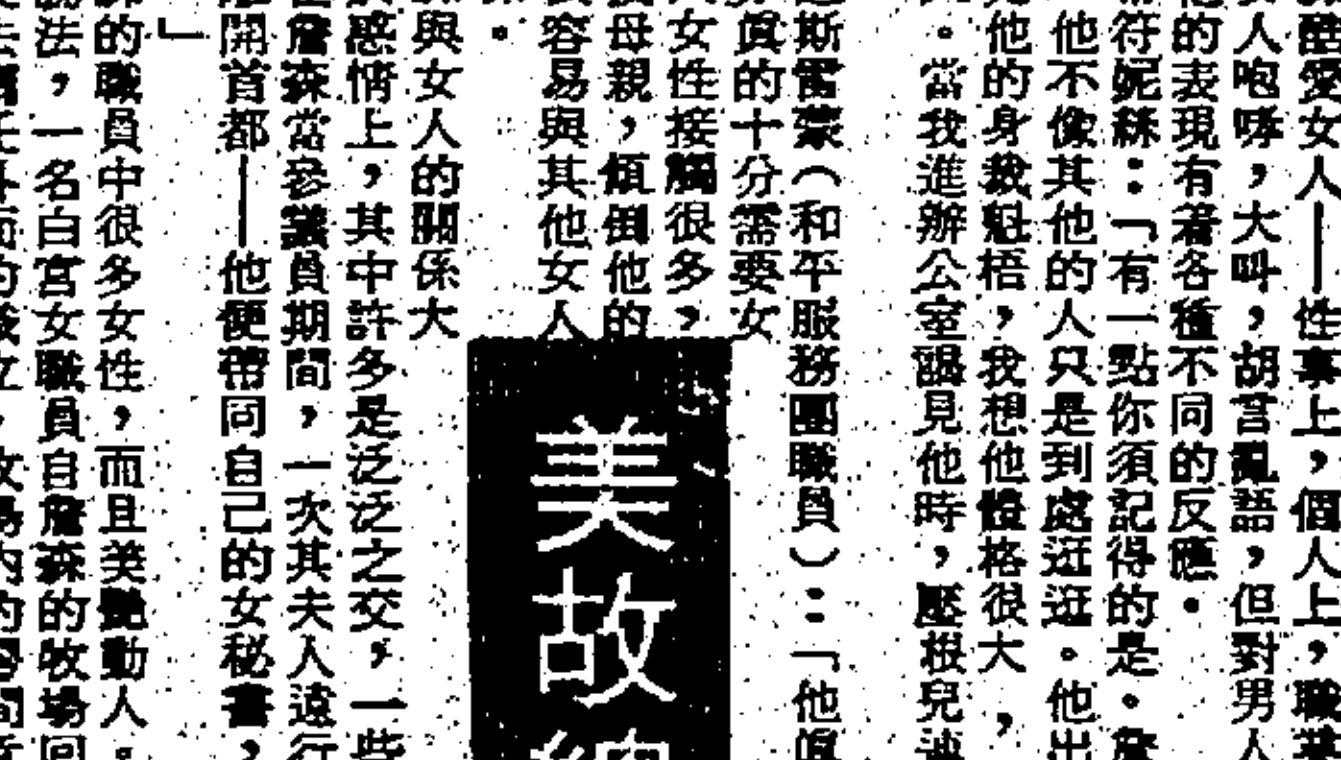 酷愛女人——性事上，個人上，職業
人咆哮，大叫，胡言亂語，但對男人
的表現有着各種不同的反應。
符妮絲：「有一點你須記得的是。詹
他不像其他的人只是到處逛逛。他出
他的身裁魁梧，我想他體格很大，
。當我進辦公室謁見他時，壓根兒
斯雷蒙（和平服務團職員）：「他眞
眞的十分需要女
女性接觸很多，
母親，傾倒他的
容易與其他女人
。
與女人的關係大
感情上，其中許多是泛泛之交，一些
詹森當參議員期間，一次其夫人遠行
開首都——他便帶同自己的女秘書，
」
的職員中很多女性，而且美艷動人。
法，一名白宮女職員自詹森的牧場回
美故